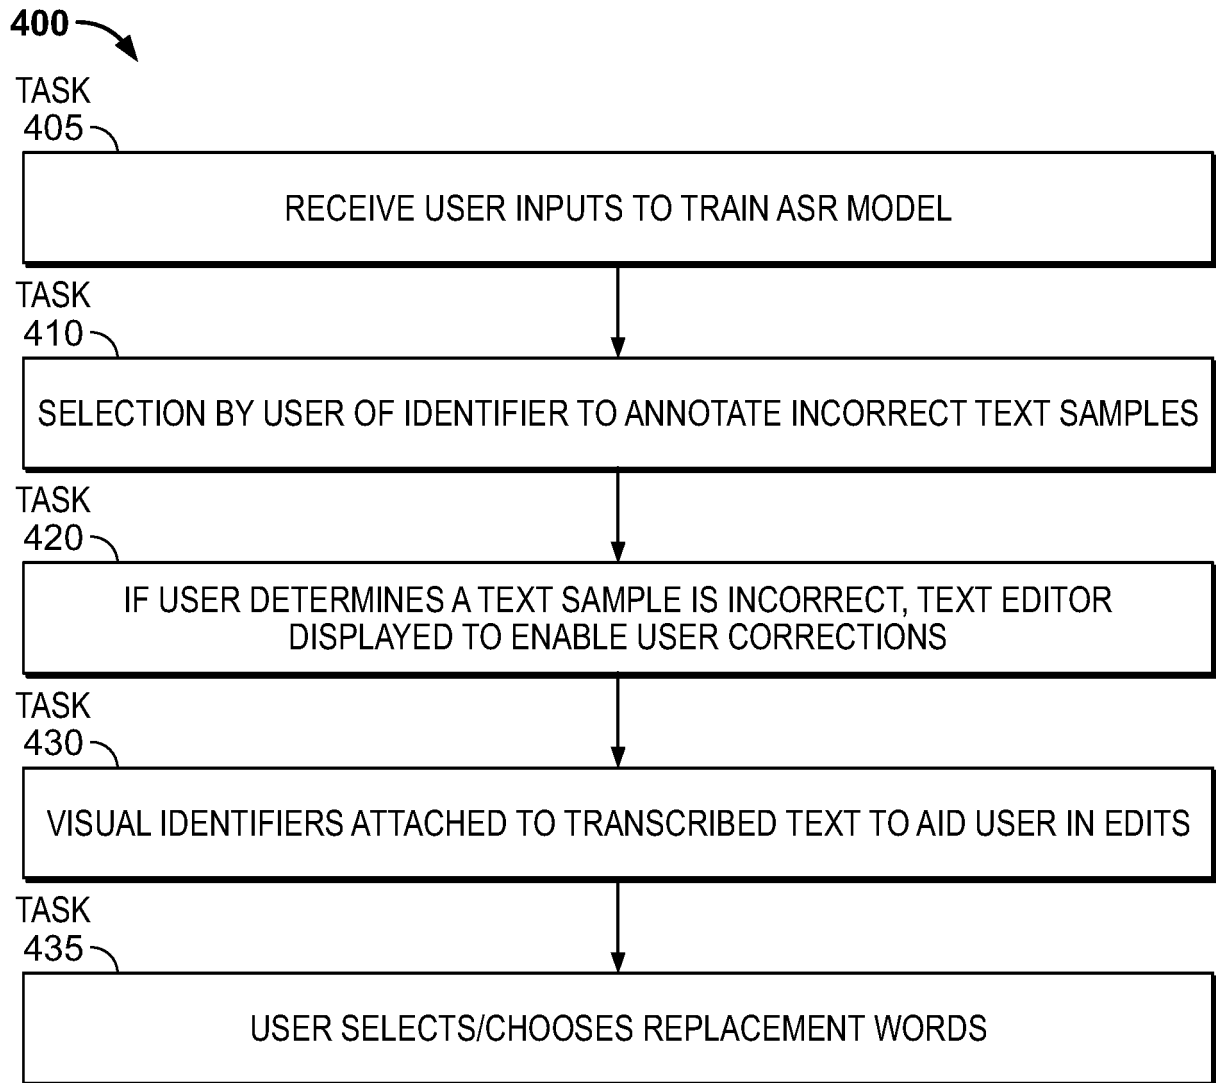 400
TASK
405
RECEIVE USER INPUTS TO TRAIN ASR MODEL
TASK
410
SELECTION BY USER OF IDENTIFIER TO ANNOTATE INCORRECT TEXT SAMPLES
TASK
420
IF USER DETERMINES A TEXT SAMPLE IS INCORRECT, TEXT EDITOR
DISPLAYED TO ENABLE USER CORRECTIONS
TASK
430
VISUAL IDENTIFIERS ATTACHED TO TRANSCRIBED TEXT TO AID USER IN EDITS
TASK
435
USER SELECTS/CHOOSES REPLACEMENT WORDS